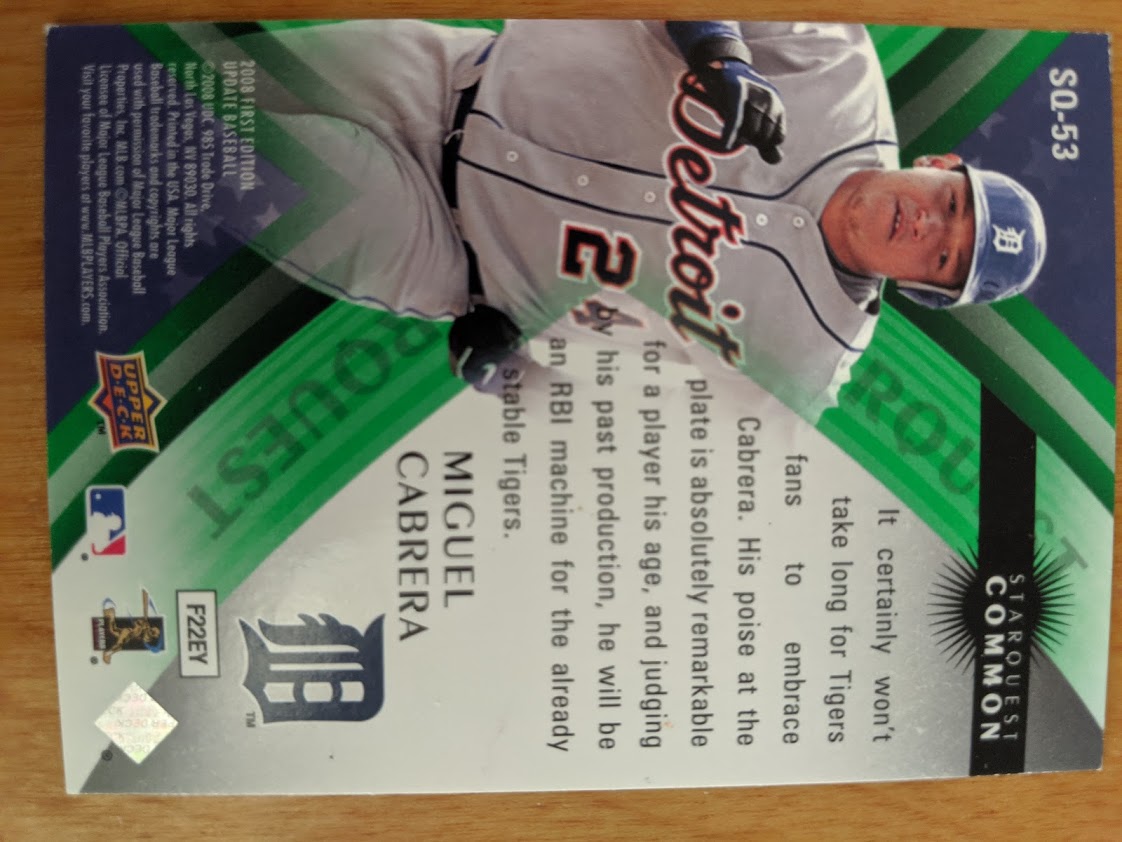 SQ-53
STARQUEST
COMMON
RQUEST
It certainly won't
take long for Tigers
fans to embrace
Cabrera. His poise at the
plate is absolutely remarkable
for a player his age, and judging
by his past production, he will be
an RBI machine for the already
stable Tigers.
Detroit
2
MIGUEL
CABRERA
RQUEST
D
2008 FIRST EDITION
UPDATE BASEBALL
© 2008 UDC, 985 Trade Drive,
North Las Vegas, NV 89030. All rights
reserved. Printed in the USA. Major League
Baseball trademarks and copyrights are
used with permission of Major League Baseball
Properties, Inc. MLB.com ©MLBPA. Official
Licensee of Major League Baseball Players Association.
Visit your favorite players at www.MLBPLAYERS.com.
UPPER
D·E·C·K
TM
F22EY
TM